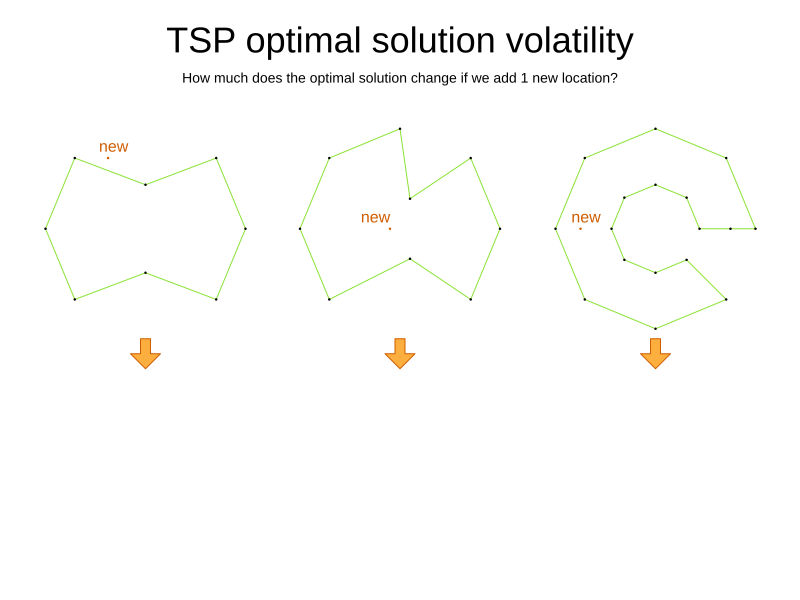 TSP optimal solution volatility
How much does the optimal solution change if we add 1 new location?
new
new
new